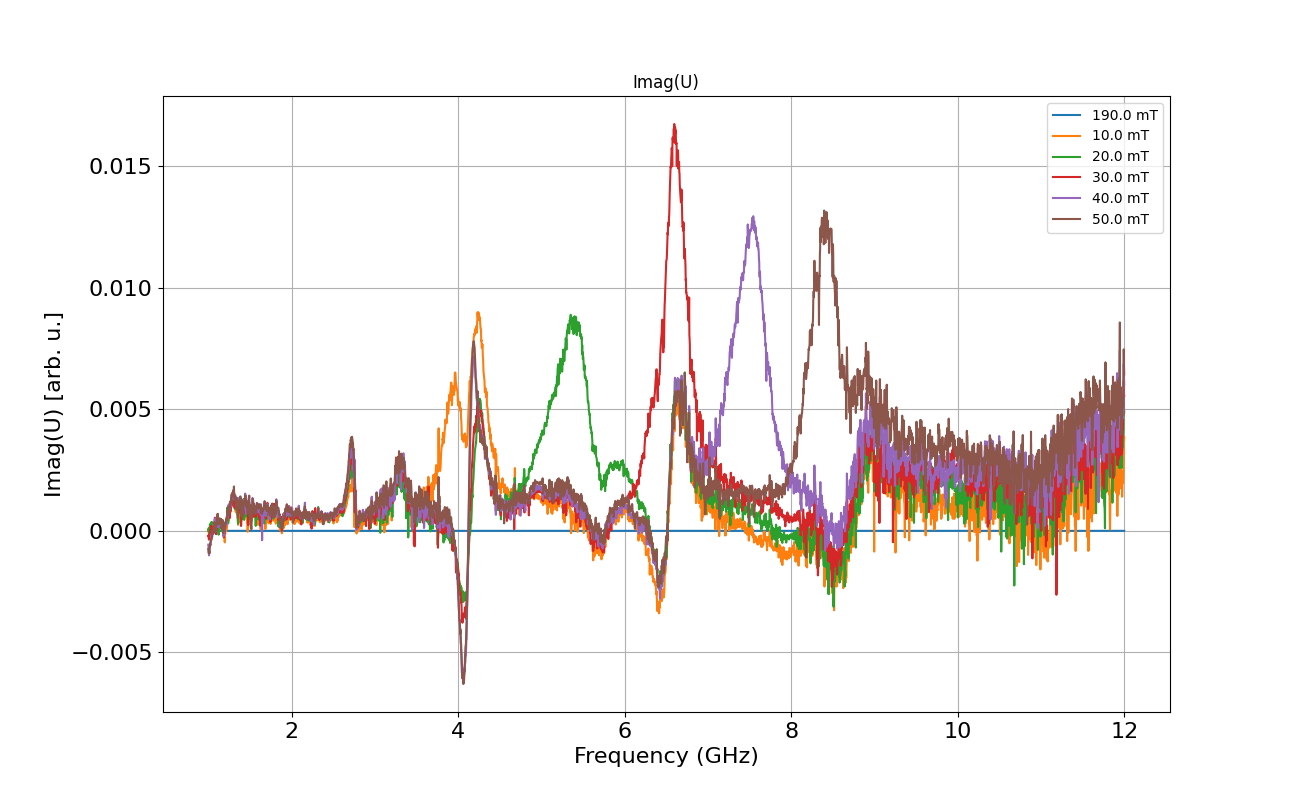 Imag(U)
190.0 mT
10.0 mT
20.0 mT
30.0 mT
40.0 mT
50.0 mT
0.015
0.010
0.005
0.000
−0.005
Imag(U) [arb. u.]
2 4 6 8 10 12
Frequency (GHz)